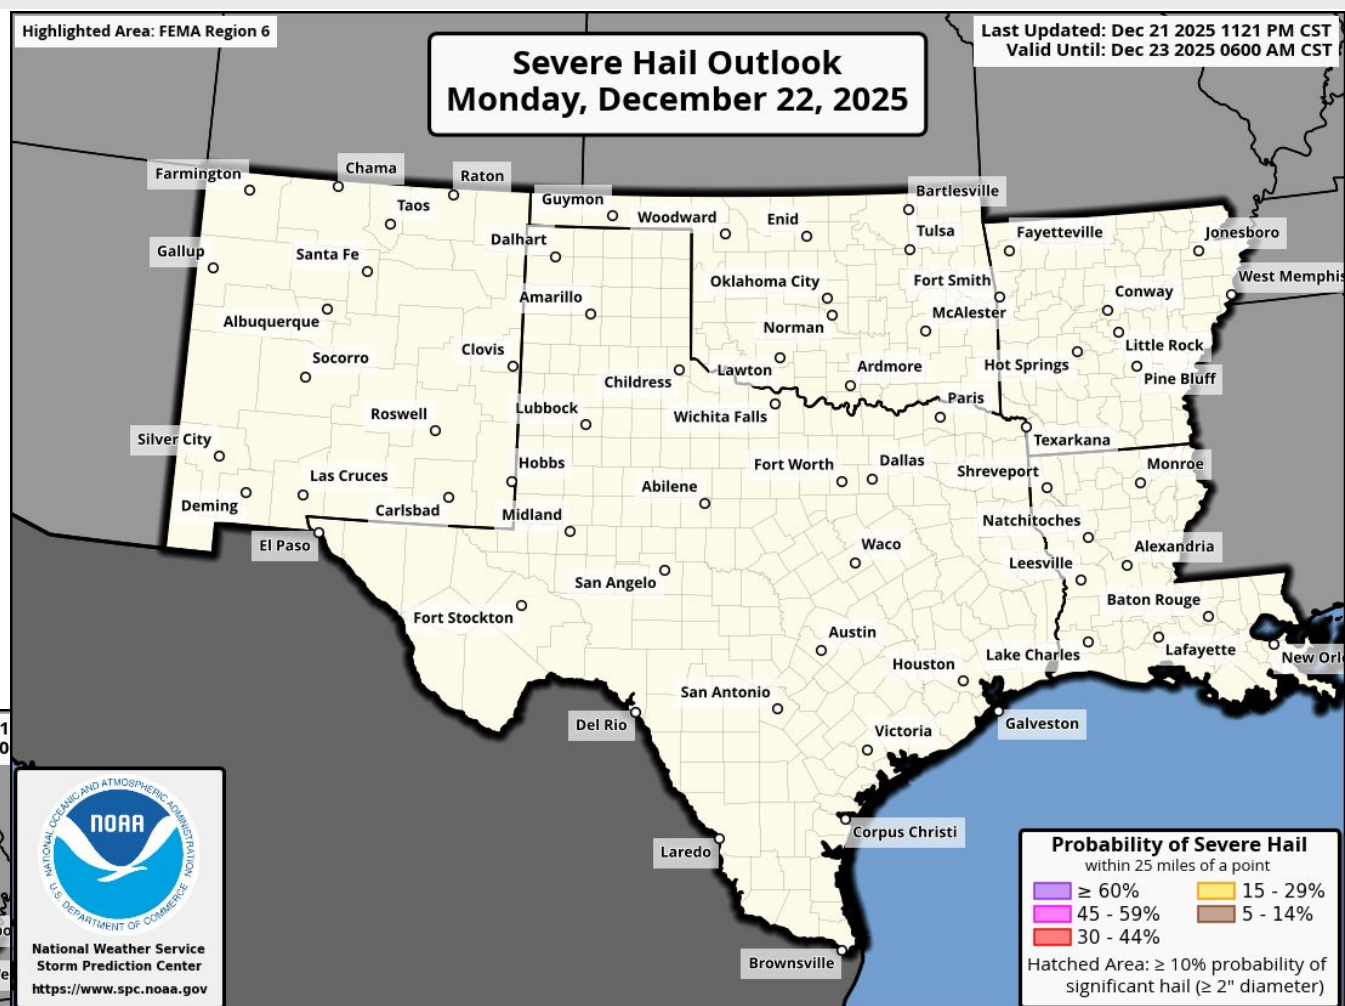 Highlighted Area: FEMA Region 6
Last Updated: Dec 21 2025 1121 PM CST
Valid Until: Dec 23 2025 0600 AM CST
Severe Hail Outlook
Monday, December 22, 2025
Farmington
Chama
Raton
Guymon
Bartlesville
Taos
Woodward
Enid
Tulsa
Fayetteville
Jonesboro
Gallup
Santa Fe
Dalhart
Oklahoma City
Fort Smith
West Memphis
Albuquerque
Amarillo
Norman
McAlester
Conway
Socorro
Clovis
Childress
Lawton
Ardmore
Hot Springs
Little Rock
Pine Bluff
Roswell
Lubbock
Wichita Falls
Paris
Texarkana
Silver City
Las Cruces
Hobbs
Abilene
Fort Worth
Dallas
Shreveport
Monroe
Deming
Carlsbad
Midland
Natchitoches
El Paso
San Angelo
Waco
Leesville
Alexandria
Fort Stockton
Austin
Baton Rouge
Houston
Lake Charles
Lafayette
New Orl
San Antonio
Del Rio
Victoria
Galveston
Laredo
Corpus Christi
Brownsville
NATIONAL OCEANIC AND ATMOSPHERIC ADMINISTRATION
NOAA
U.S. DEPARTMENT OF COMMERCE
National Weather Service
Storm Prediction Center
https://www.spc.noaa.gov
Probability of Severe Hail
within 25 miles of a point
≥ 60%
15 - 29%
45 - 59%
5 - 14%
30 - 44%
Hatched Area: ≥ 10% probability of
significant hail (≥ 2" diameter)